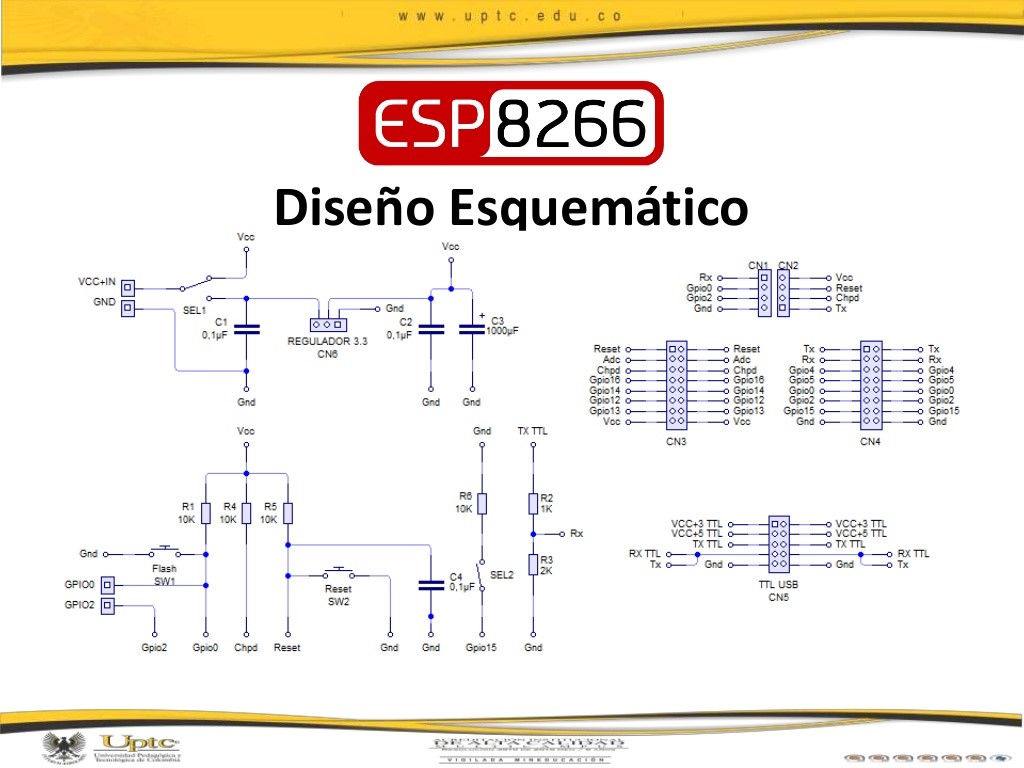 www.uptc.edu.co
ESP8266
Diseño Esquemático
Vcc
VCC+IN
GND
SEL1
C1
0,1µF
Gnd
REGULADOR 3.3
CN6
Gnd
Vcc
C2
0,1µF
C3
+
1000µF
Gnd
Gnd
CN1 CN2
Rx Vcc
Gpio0 Reset
Gpio2 Chpd
Gnd Tx
Reset Reset
Adc Adc
Chpd Chpd
Gpio16 Gpio16
Gpio14 Gpio14
Gpio12 Gpio12
Gpio13 Gpio13
Vcc Vcc
CN3
Tx Tx
Rx Rx
Gpio4 Gpio4
Gpio5 Gpio5
Gpio0 Gpio0
Gpio2 Gpio2
Gpio15 Gpio15
Gnd Gnd
CN4
Vcc
R1
10K
R4
10K
R5
10K
Gnd
Flash
SW1
GPIO0
GPIO2
Reset
SW2
C4
0,1µF
Gpio2 Gpio0 Chpd Reset Gnd Gnd
Gnd
R6
10K
SEL2
Gpio15
TX TTL
R2
1K
Rx
R3
2K
Gnd
VCC+3 TTL VCC+3 TTL
VCC+5 TTL VCC+5 TTL
TX TTL TX TTL
RX TTL RX TTL
Tx Gnd Gnd Tx
TTL USB
CN5
Uptc
Universidad Pedagógica y
Tecnológica de Colombia
DE ALTA CALIDAD
VIGILADA MINEDUCACIÓN